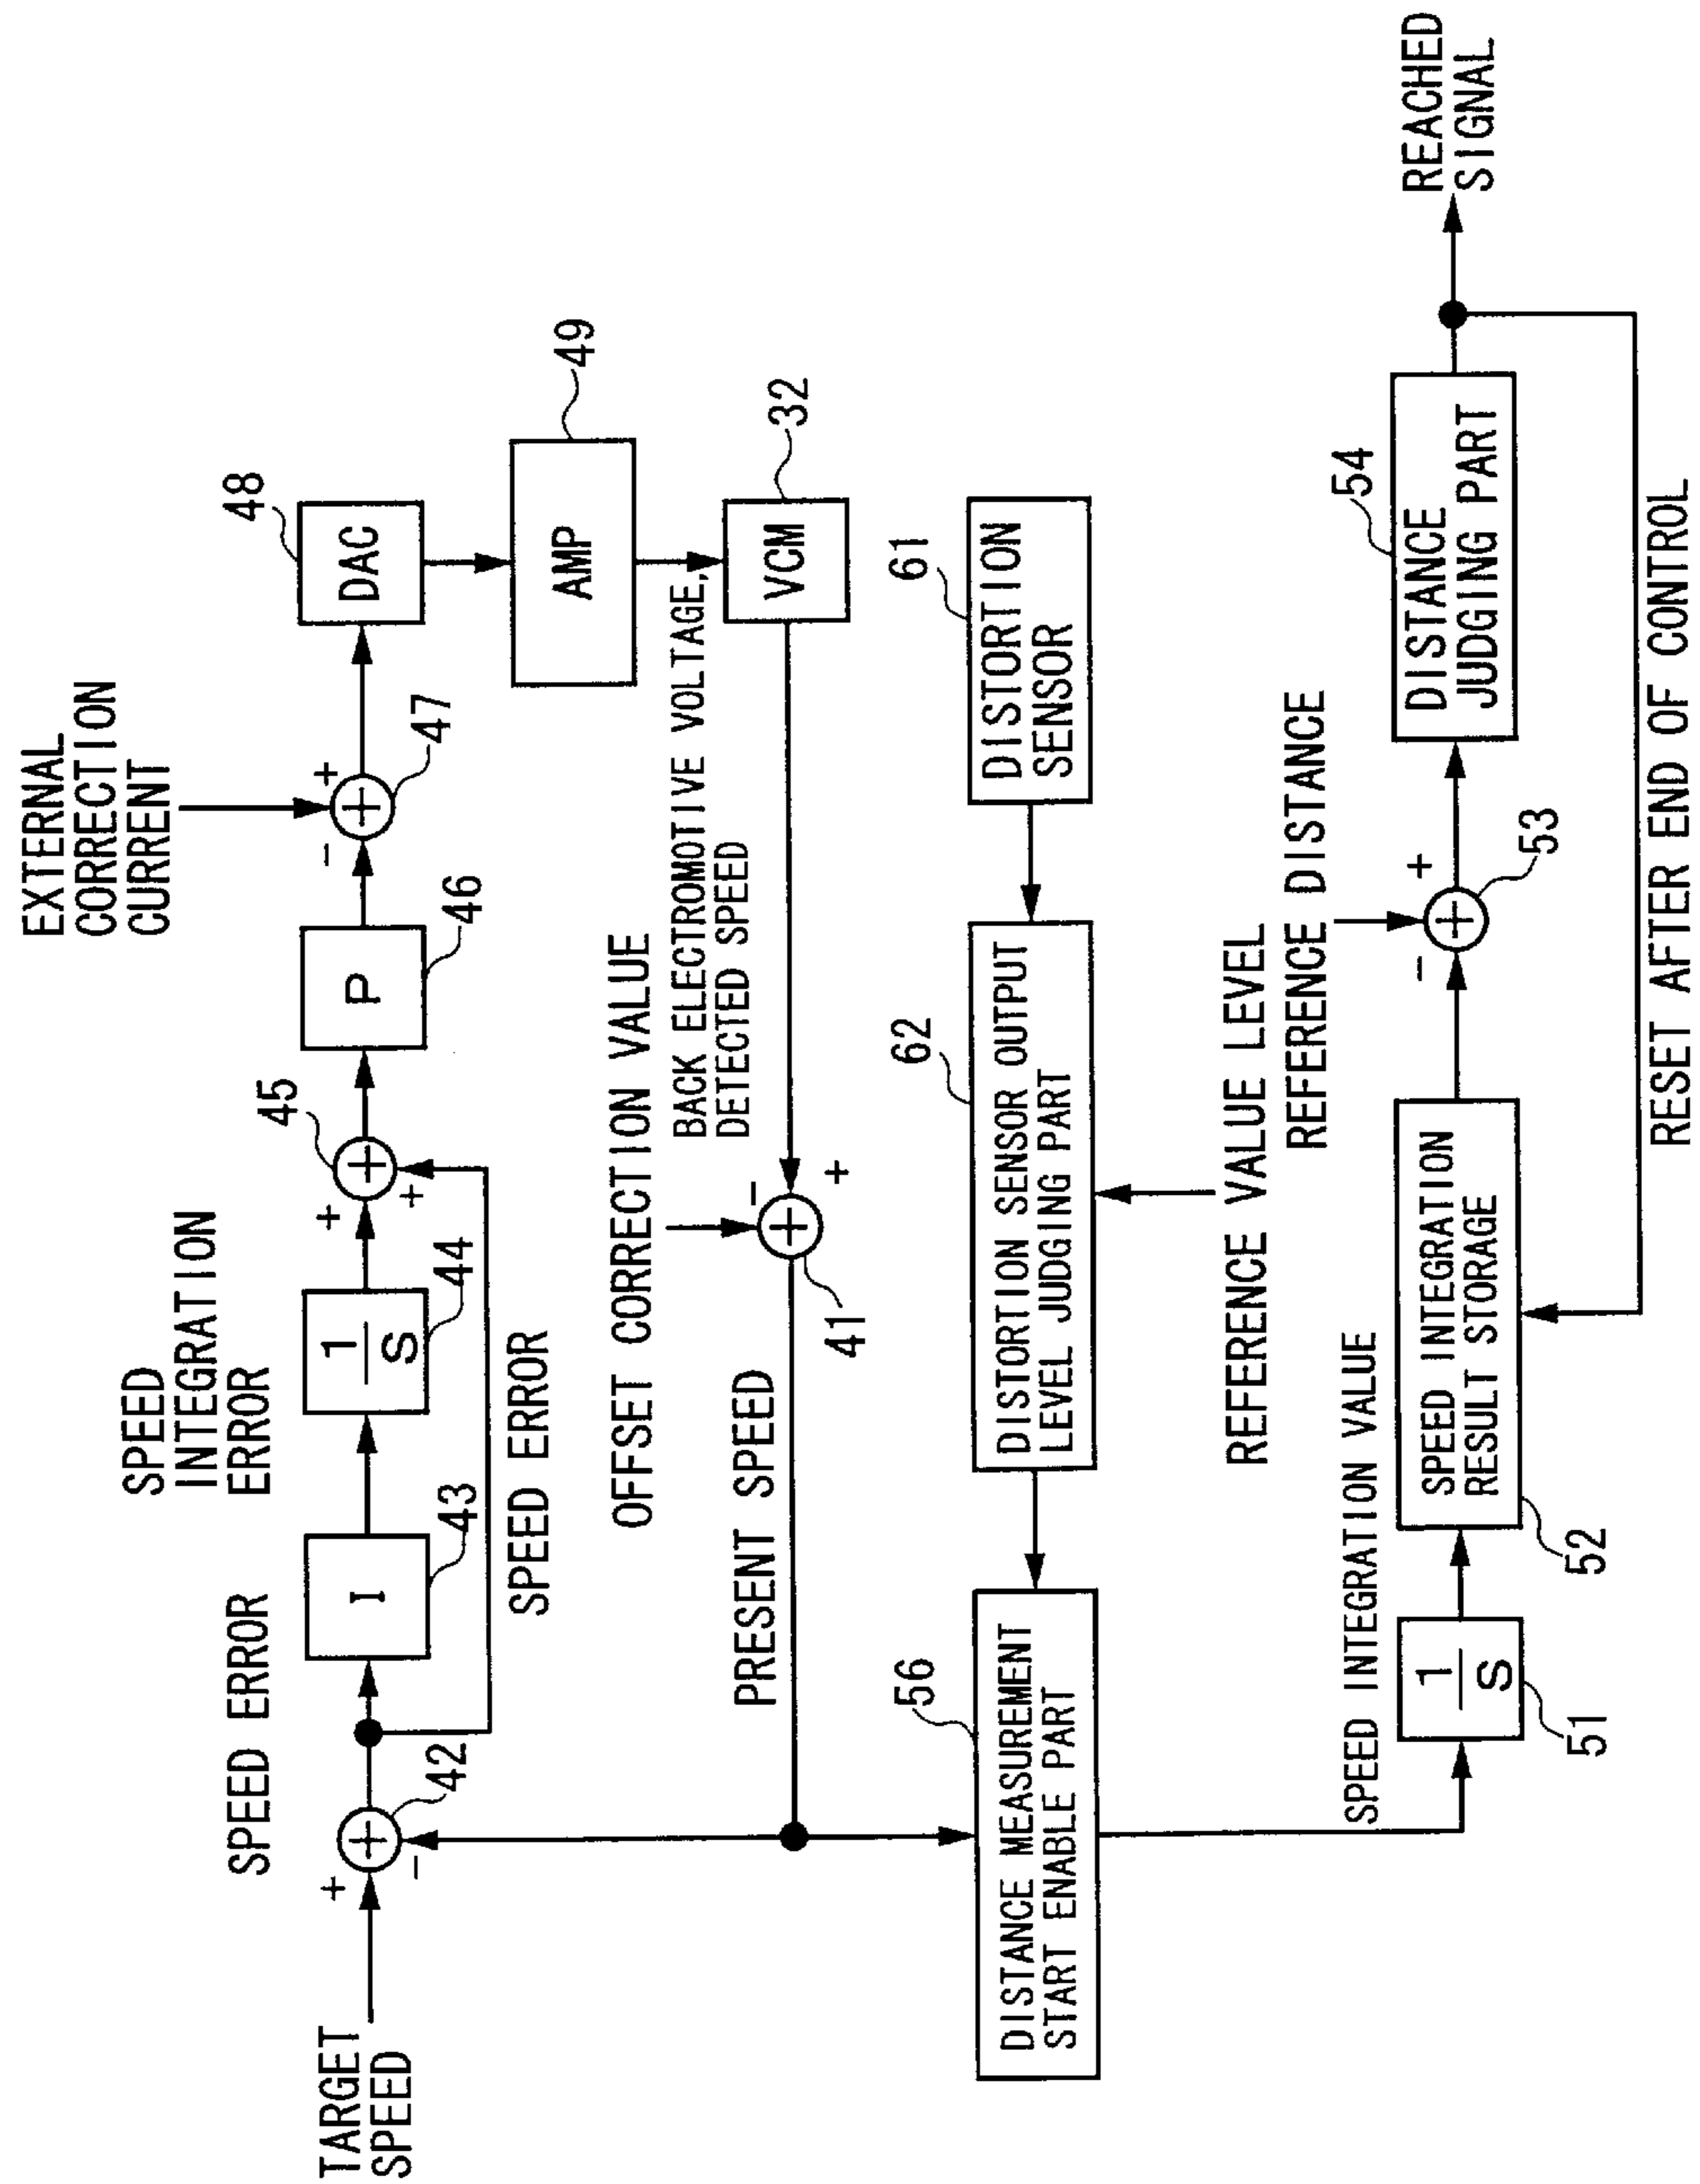 EXTERNAL
CORRECTION
CURRENT
SPEED
INTEGRATION
ERROR
SPEED ERROR
TARGET
SPEED
+
-
42
I
43
1
S
44
+
+
45
P
46
-
+
47
DAC
48
SPEED ERROR
AMP
49
OFFSET CORRECTION VALUE
BACK ELECTROMOTIVE VOLTAGE,
DETECTED SPEED
PRESENT SPEED
-
+
41
VCM
32
56
DISTANCE MEASUREMENT
START ENABLE PART
62
DISTORTION SENSOR OUTPUT
LEVEL JUDGING PART
61
DISTORTION
SENSOR
REFERENCE VALUE LEVEL
REFERENCE DISTANCE
SPEED INTEGRATION VALUE
1
S
51
SPEED INTEGRATION
RESULT STORAGE
52
-
+
53
54
DISTANCE
JUDGING PART
REACHED
SIGNAL
RESET AFTER END OF CONTROL